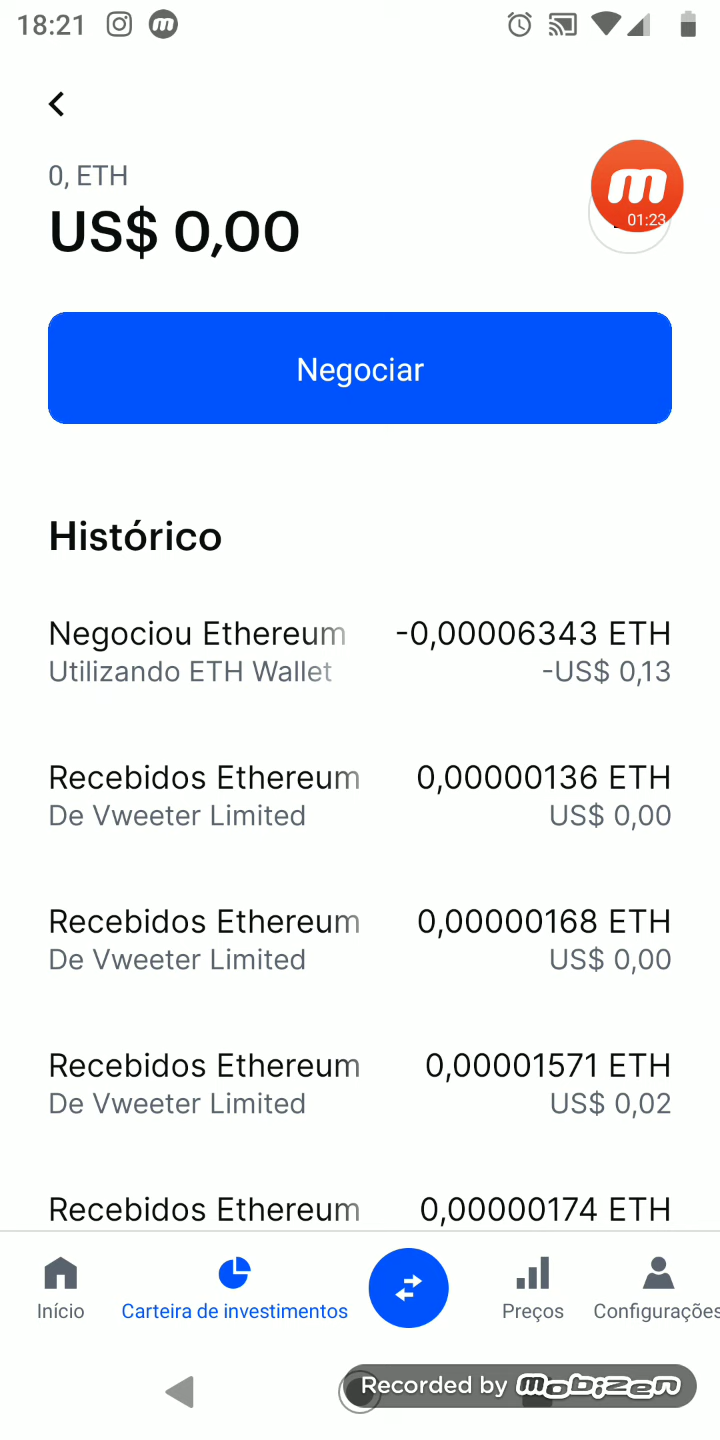 18:21
0, ETH
US$ 0,00
01:23
Negociar
Histórico
Negociou Ethereum -0,00006343 ETH
Utilizando ETH Wallet -US$ 0,13
Recebidos Ethereum 0,00000136 ETH
De Vweeter Limited US$ 0,00
Recebidos Ethereum 0,00000168 ETH
De Vweeter Limited US$ 0,00
Recebidos Ethereum 0,00001571 ETH
De Vweeter Limited US$ 0,02
Recebidos Ethereum 0,00000174 ETH
Início Carteira de investimentos Preços Configurações
Recorded by mobizen